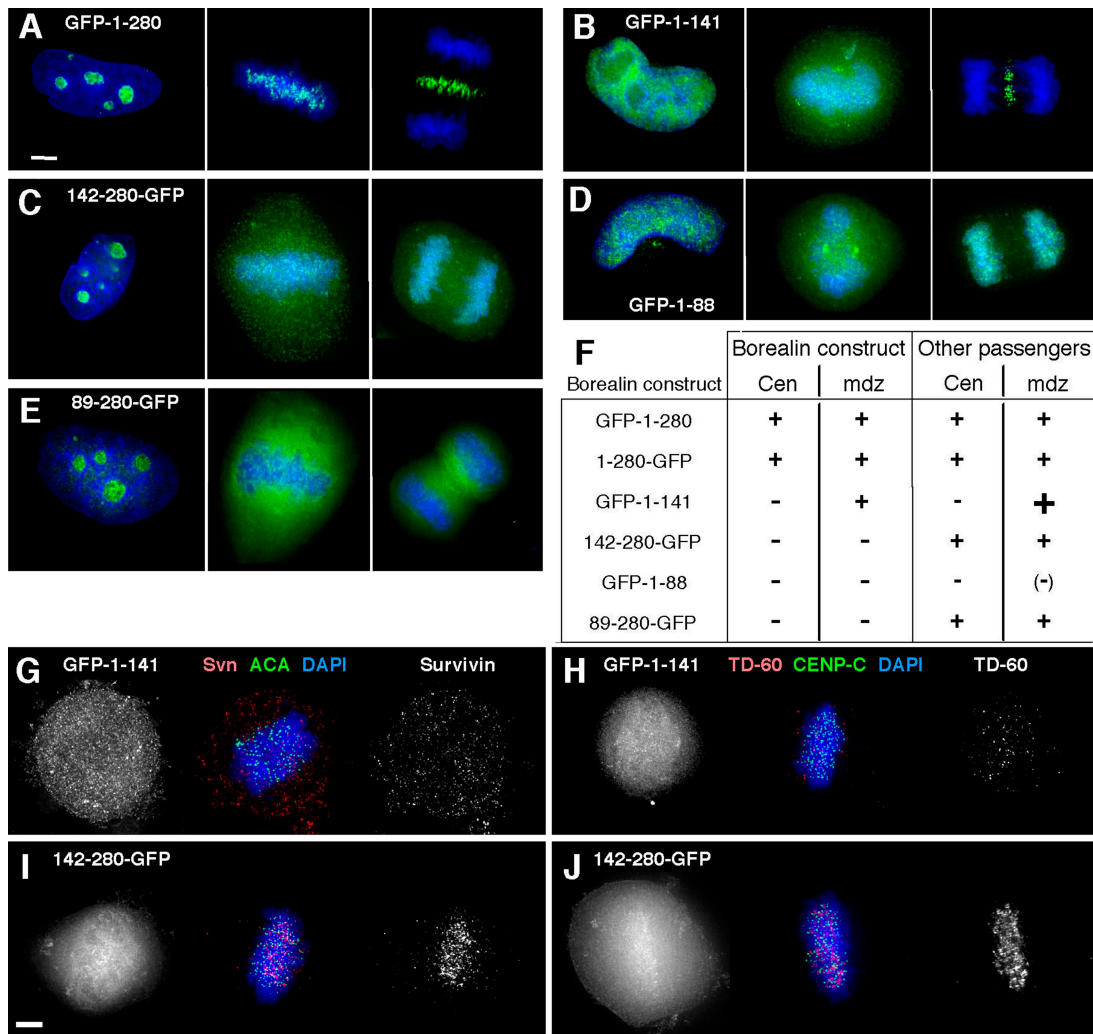 A GFP-1-280
B GFP-1-141
C 142-280-GFP
D GFP-1-88
E 89-280-GFP
F
Borealin construct Other passengers
Borealin construct Cen mdz Cen mdz
GFP-1-280 + + + +
1-280-GFP + + + +
GFP-1-141 - + - +
142-280-GFP - - + +
GFP-1-88 - - - (-)
89-280-GFP - - + +
G GFP-1-141 Svn ACA DAPI Survivin
H GFP-1-141 TD-60 CENP-C DAPI TD-60
I 142-280-GFP
J 142-280-GFP